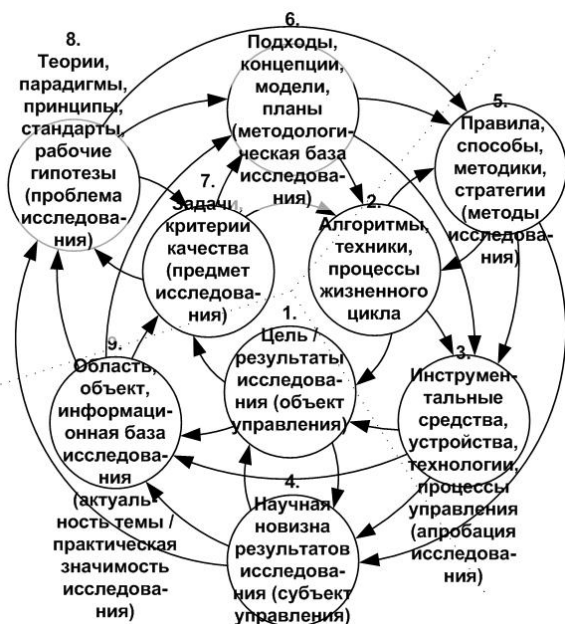 6.
Подходы,
концепции,
модели,
планы
(методологи-
ческая база
исследования)
8.
Теории,
парадигмы,
принципы,
стандарты,
рабочие
гипотезы
(проблема
исследова-
ния)
5.
Правила,
способы,
методики,
стратегии
(методы
исследова-
ния)
7.
Задачи,
критерии
качества
(предмет
исследова-
ния)
2.
Алгоритмы,
техники,
процессы
жизненного
цикла
1.
Цель /
результаты
исследова-
ния (объект
управления)
9.
Область,
объект,
информаци-
онная база
исследова-
ния
(актуаль-
ность темы /
практическая
значимость
исследова-
ния)
3.
Инструмен-
тальные
средства,
устройства,
технологии,
процессы
управления
(апробация
исследова-
ния)
4.
Научная
новизна
результатов
исследова-
ния (субъект
управления)